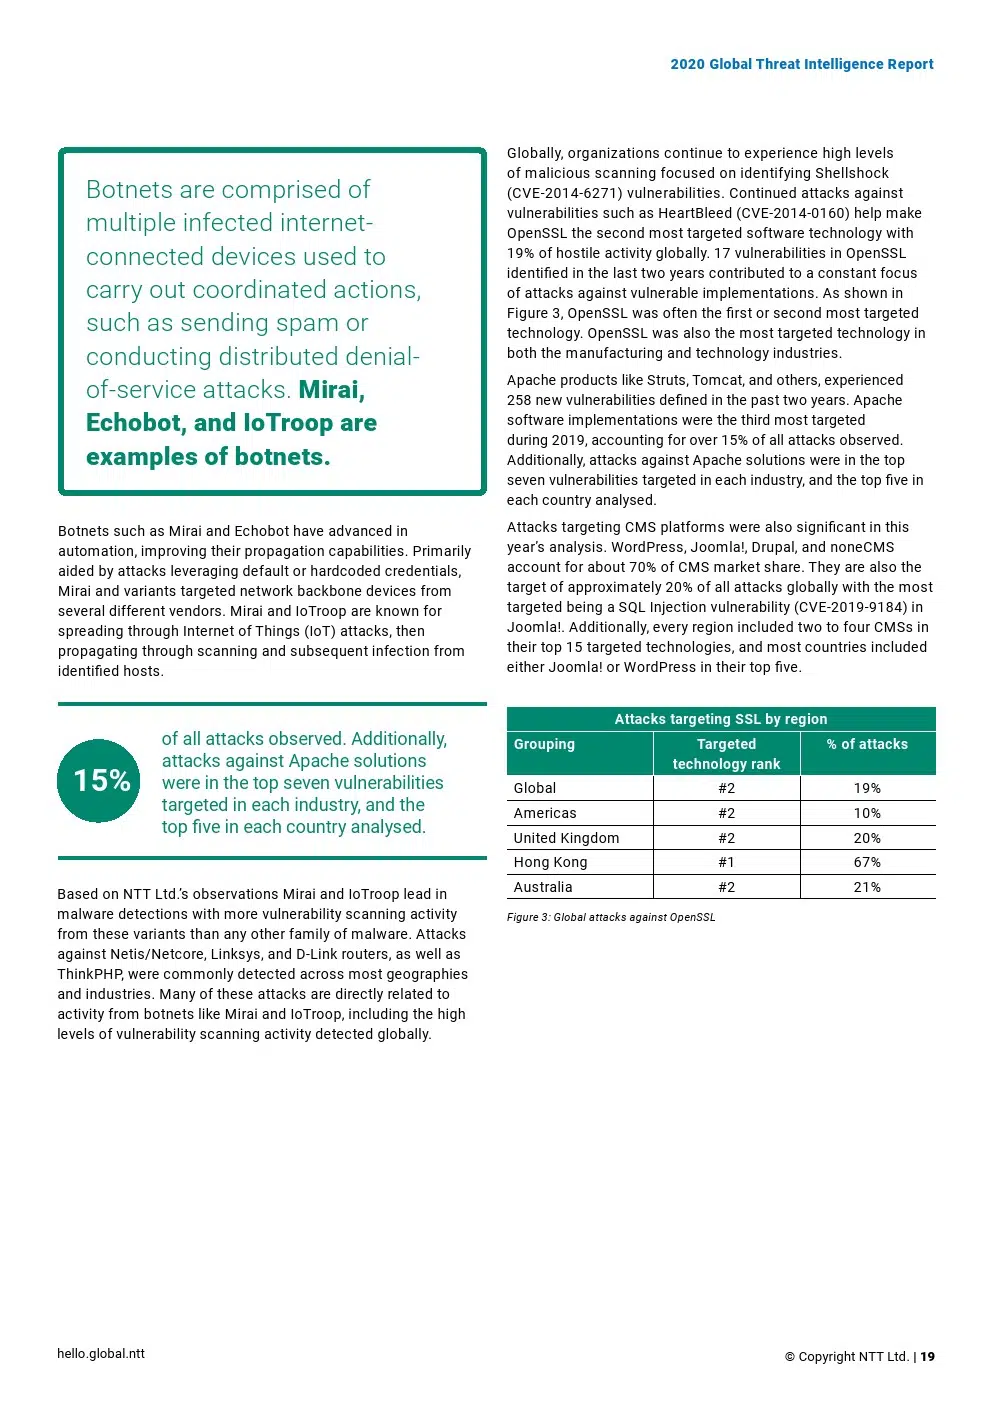 2020 Global Threat Intelligence Report
Botnets are comprised of
multiple infected internet-
connected devices used to
carry out coordinated actions,
such as sending spam or
conducting distributed denial-
of-service attacks. Mirai,
Echobot, and IoTroop are
examples of botnets.
Botnets such as Mirai and Echobot have advanced in
automation, improving their propagation capabilities. Primarily
aided by attacks leveraging default or hardcoded credentials,
Mirai and variants targeted network backbone devices from
several different vendors. Mirai and IoTroop are known for
spreading through Internet of Things (IoT) attacks, then
propagating through scanning and subsequent infection from
identified hosts.
15%
of all attacks observed. Additionally,
attacks against Apache solutions
were in the top seven vulnerabilities
targeted in each industry, and the
top five in each country analysed.
Based on NTT Ltd.'s observations Mirai and IoTroop lead in
malware detections with more vulnerability scanning activity
from these variants than any other family of malware. Attacks
against Netis/Netcore, Linksys, and D-Link routers, as well as
ThinkPHP, were commonly detected across most geographies
and industries. Many of these attacks are directly related to
activity from botnets like Mirai and IoTroop, including the high
levels of vulnerability scanning activity detected globally.
Globally, organizations continue to experience high levels
of malicious scanning focused on identifying Shellshock
(CVE-2014-6271) vulnerabilities. Continued attacks against
vulnerabilities such as HeartBleed (CVE-2014-0160) help make
OpenSSL the second most targeted software technology with
19% of hostile activity globally. 17 vulnerabilities in OpenSSL
identified in the last two years contributed to a constant focus
of attacks against vulnerable implementations. As shown in
Figure 3, OpenSSL was often the first or second most targeted
technology. OpenSSL was also the most targeted technology in
both the manufacturing and technology industries.
Apache products like Struts, Tomcat, and others, experienced
258 new vulnerabilities defined in the past two years. Apache
software implementations were the third most targeted
during 2019, accounting for over 15% of all attacks observed.
Additionally, attacks against Apache solutions were in the top
seven vulnerabilities targeted in each industry, and the top five in
each country analysed.
Attacks targeting CMS platforms were also significant in this
year's analysis. WordPress, Joomla!, Drupal, and noneCMS
account for about 70% of CMS market share. They are also the
target of approximately 20% of all attacks globally with the most
targeted being a SQL Injection vulnerability (CVE-2019-9184) in
Joomla!. Additionally, every region included two to four CMSs in
their top 15 targeted technologies, and most countries included
either Joomla! or WordPress in their top five.
Attacks targeting SSL by region
Grouping Targeted technology rank % of attacks
Global #2 19%
Americas #2 10%
United Kingdom #2 20%
Hong Kong #1 67%
Australia #2 21%
Figure 3: Global attacks against OpenSSL
hello.global.ntt
© Copyright NTT Ltd. | 19